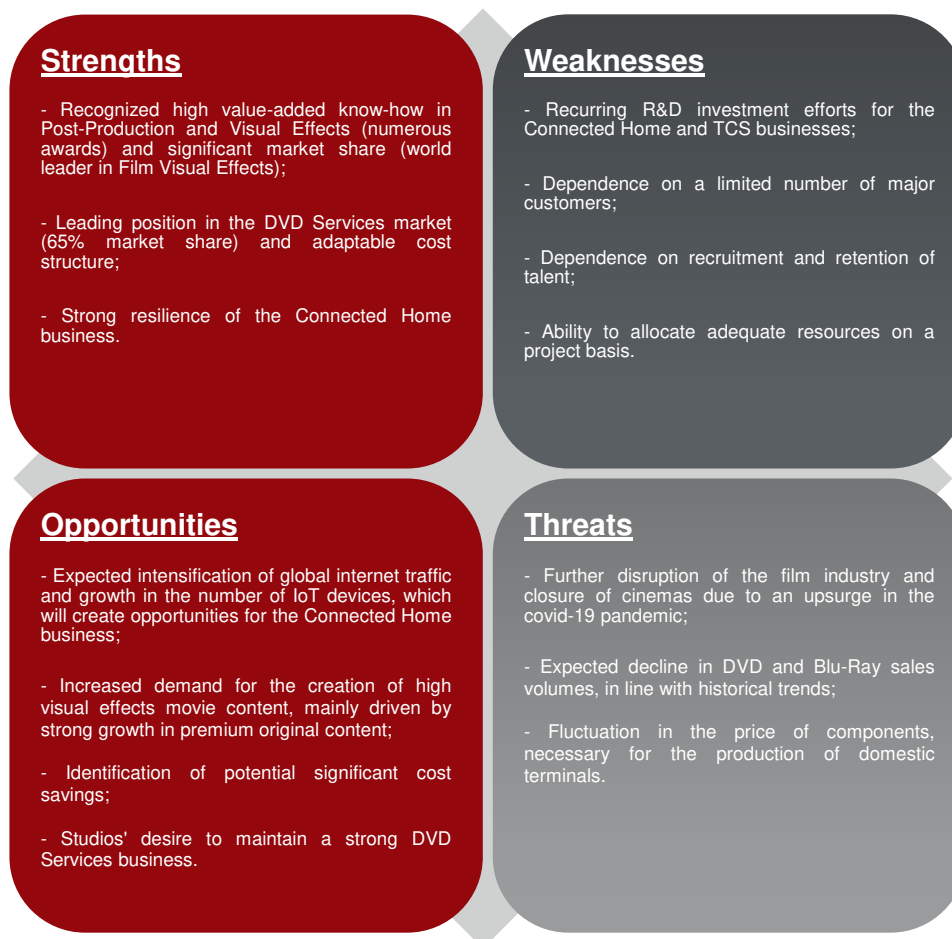 Strengths
- Recognized high value-added know-how in
Post-Production and Visual Effects (numerous
awards) and significant market share (world
leader in Film Visual Effects);
- Leading position in the DVD Services market
(65% market share) and adaptable cost
structure;
- Strong resilience of the Connected Home
business.
Weaknesses
- Recurring R&D investment efforts for the
Connected Home and TCS businesses;
- Dependence on a limited number of major
customers;
- Dependence on recruitment and retention of
talent;
- Ability to allocate adequate resources on a
project basis.
Opportunities
- Expected intensification of global internet traffic
and growth in the number of IoT devices, which
will create opportunities for the Connected Home
business;
- Increased demand for the creation of high
visual effects movie content, mainly driven by
strong growth in premium original content;
- Identification of potential significant cost
savings;
- Studios' desire to maintain a strong DVD
Services business.
Threats
- Further disruption of the film industry and
closure of cinemas due to an upsurge in the
covid-19 pandemic;
- Expected decline in DVD and Blu-Ray sales
volumes, in line with historical trends;
- Fluctuation in the price of components,
necessary for the production of domestic
terminals.